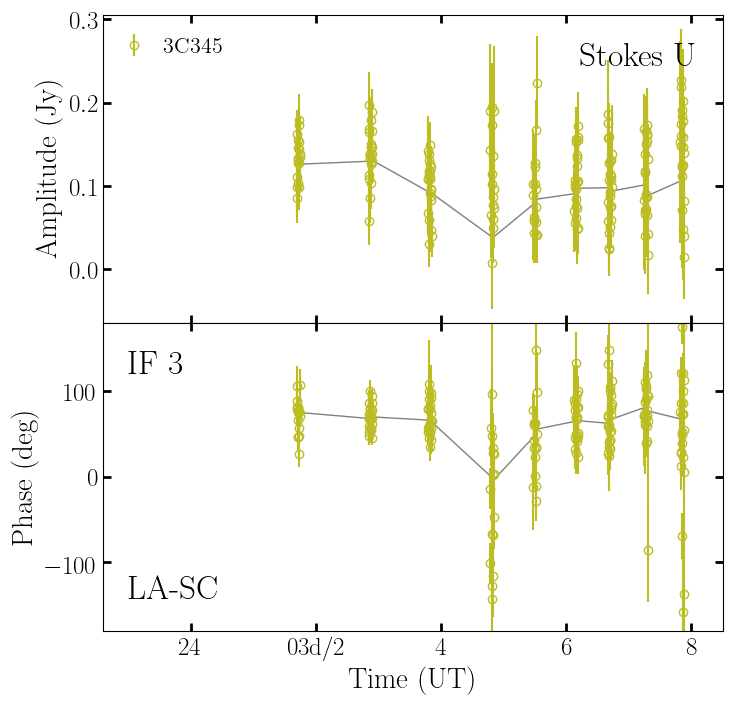 0.3
3C345
Stokes U
0.2
0.1
0.0
Amplitude (Jy)
IF 3
100
0
−100
Phase (deg)
LA-SC
24
03d/2
4
6
8
Time (UT)